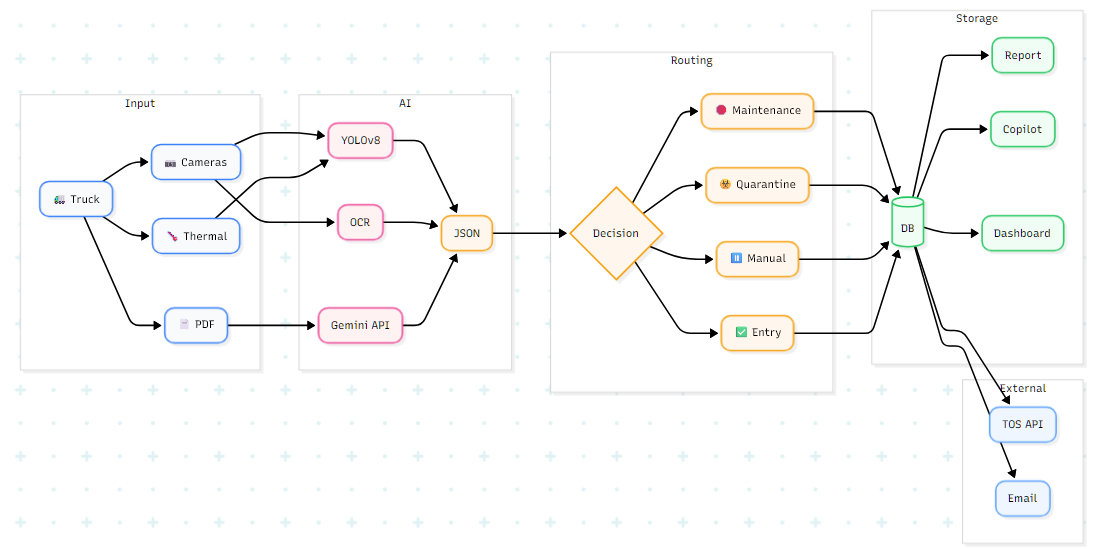 Input
Truck
Cameras
Thermal
PDF
AI
YOLOv8
OCR
Gemini API
JSON
Routing
Decision
Maintenance
Quarantine
Manual
Entry
Storage
DB
Report
Copilot
Dashboard
External
TOS API
Email